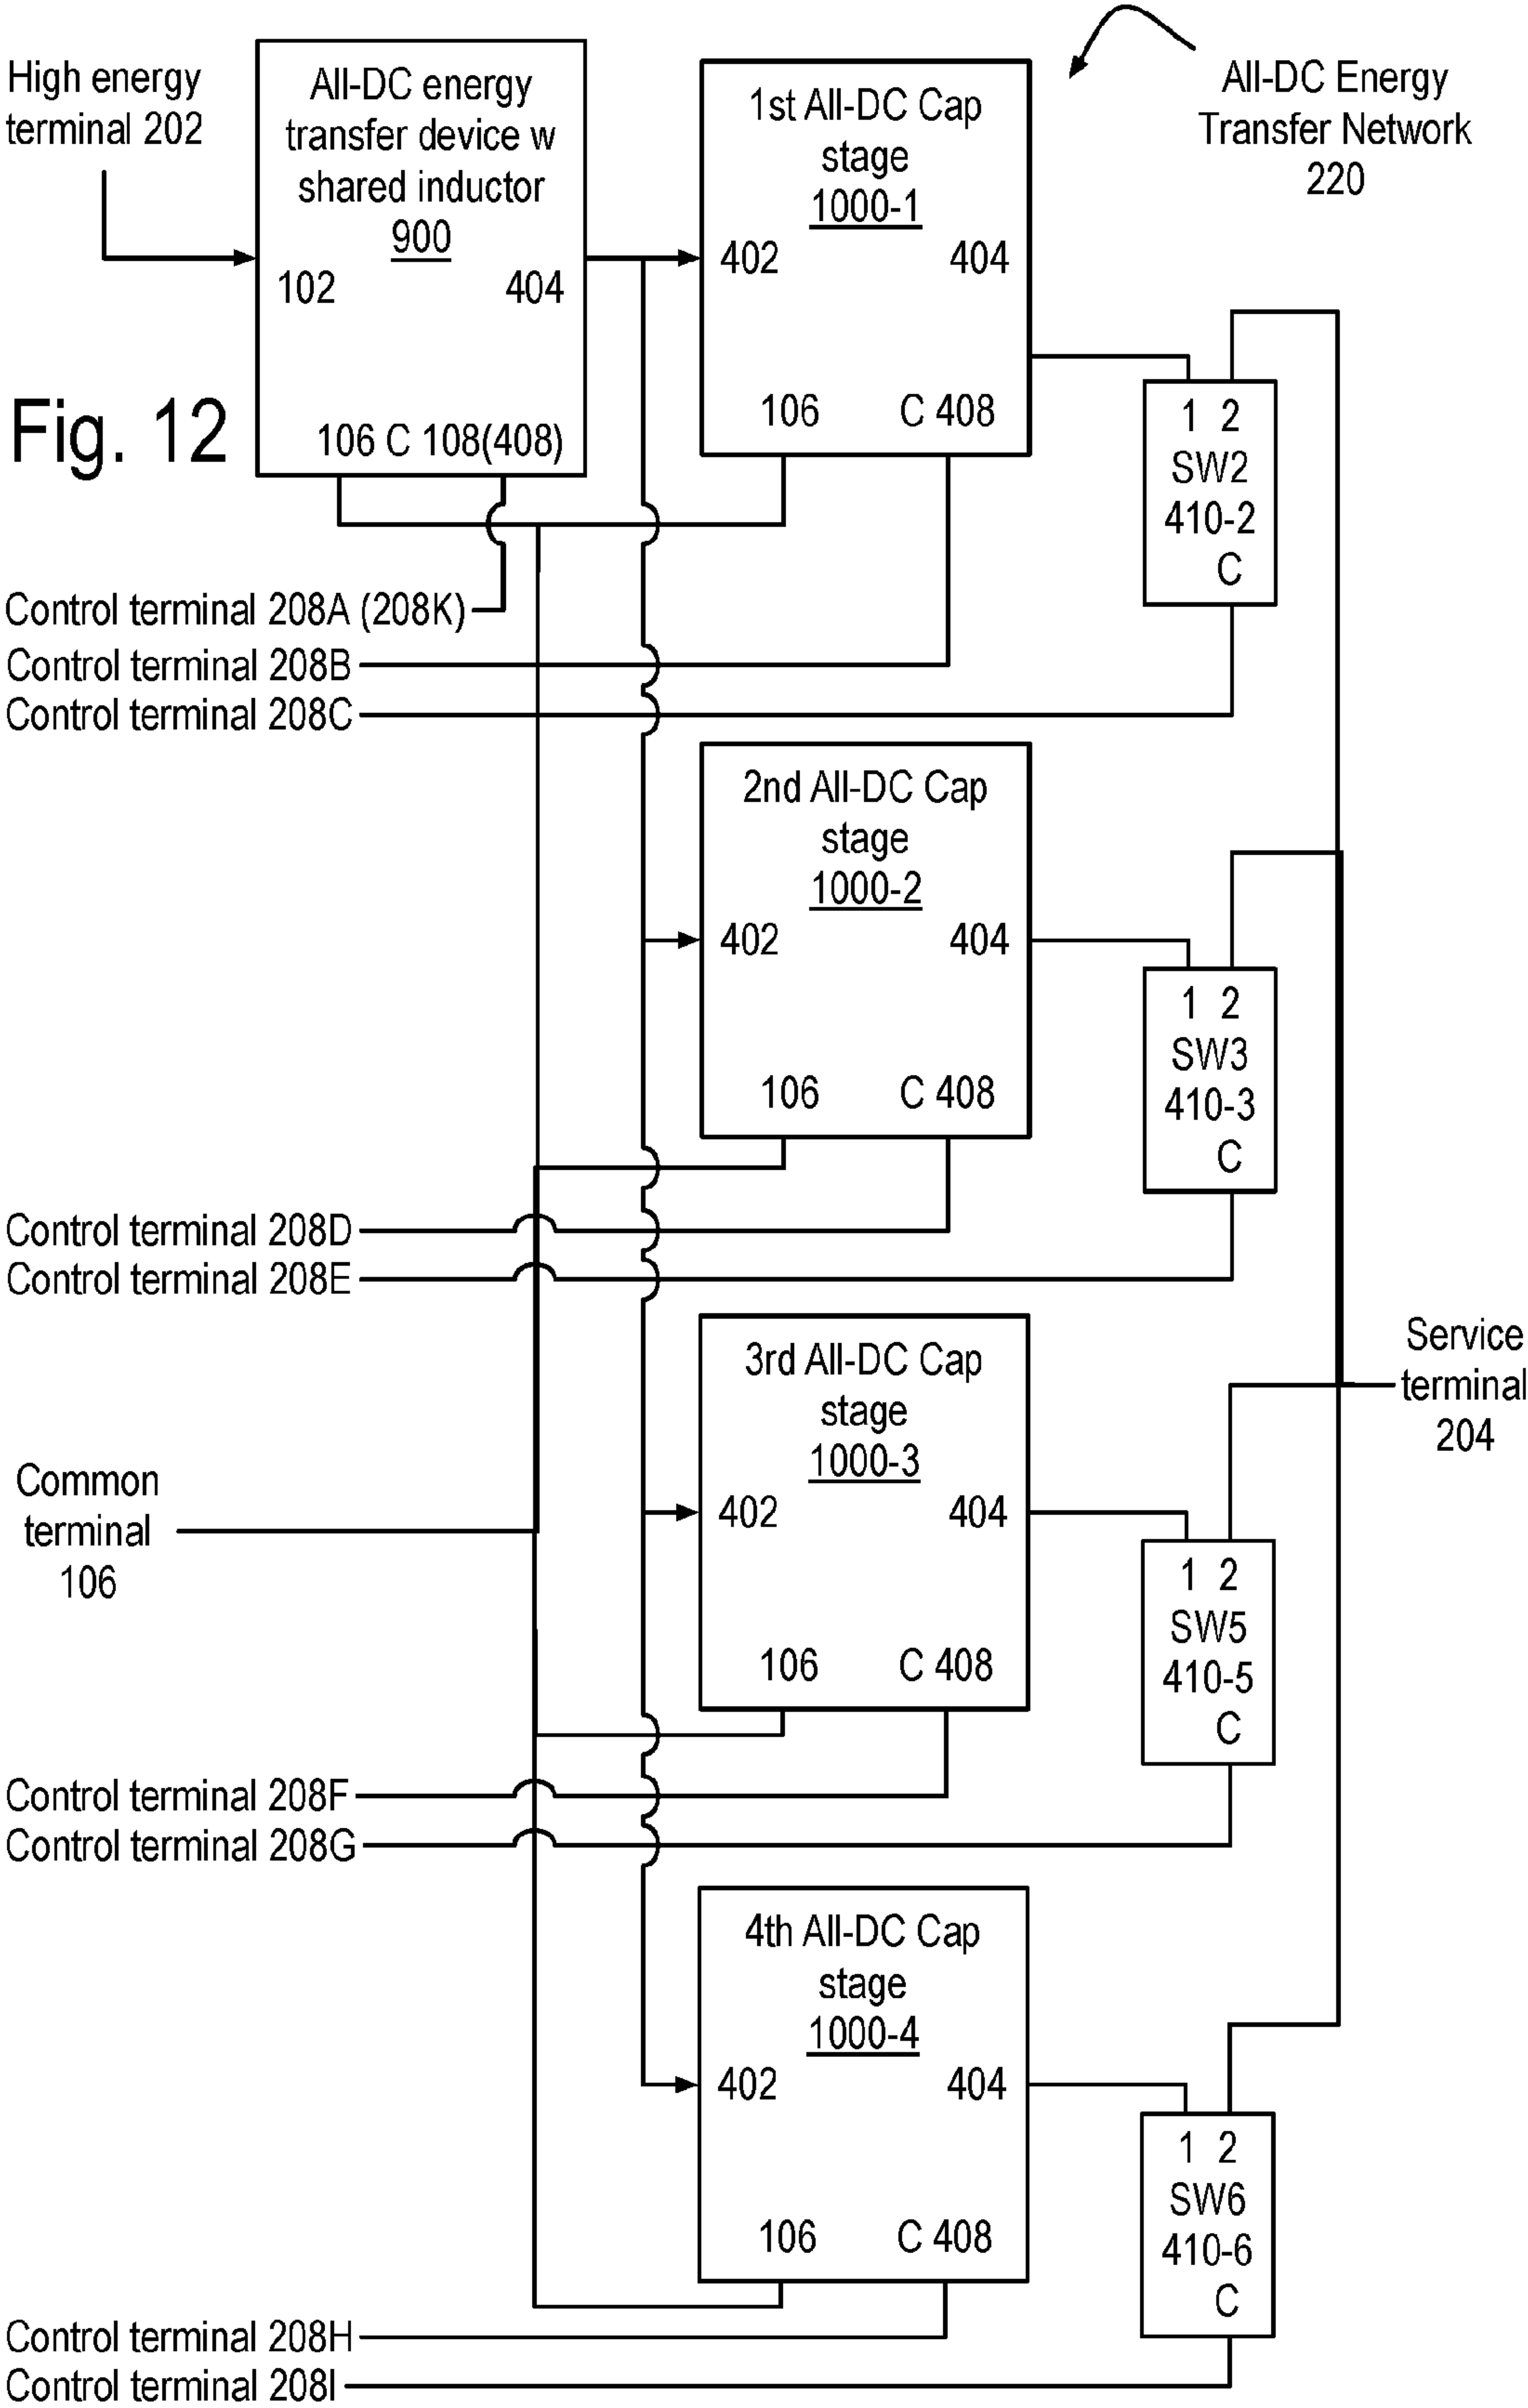 High energy
terminal 202
All-DC energy
transfer device w
shared inductor
900
102
404
106 C 108(408)
1st All-DC Cap
stage
1000-1
402
404
106
C 408
All-DC Energy
Transfer Network
220
Fig. 12
1 2
SW2
410-2
C
Control terminal 208A (208K)
Control terminal 208B
Control terminal 208C
2nd All-DC Cap
stage
1000-2
402
404
106
C 408
1 2
SW3
410-3
C
Control terminal 208D
Control terminal 208E
3rd All-DC Cap
stage
1000-3
402
404
106
C 408
Service
terminal
204
Common
terminal
106
1 2
SW5
410-5
C
Control terminal 208F
Control terminal 208G
4th All-DC Cap
stage
1000-4
402
404
106
C 408
1 2
SW6
410-6
C
Control terminal 208H
Control terminal 208I